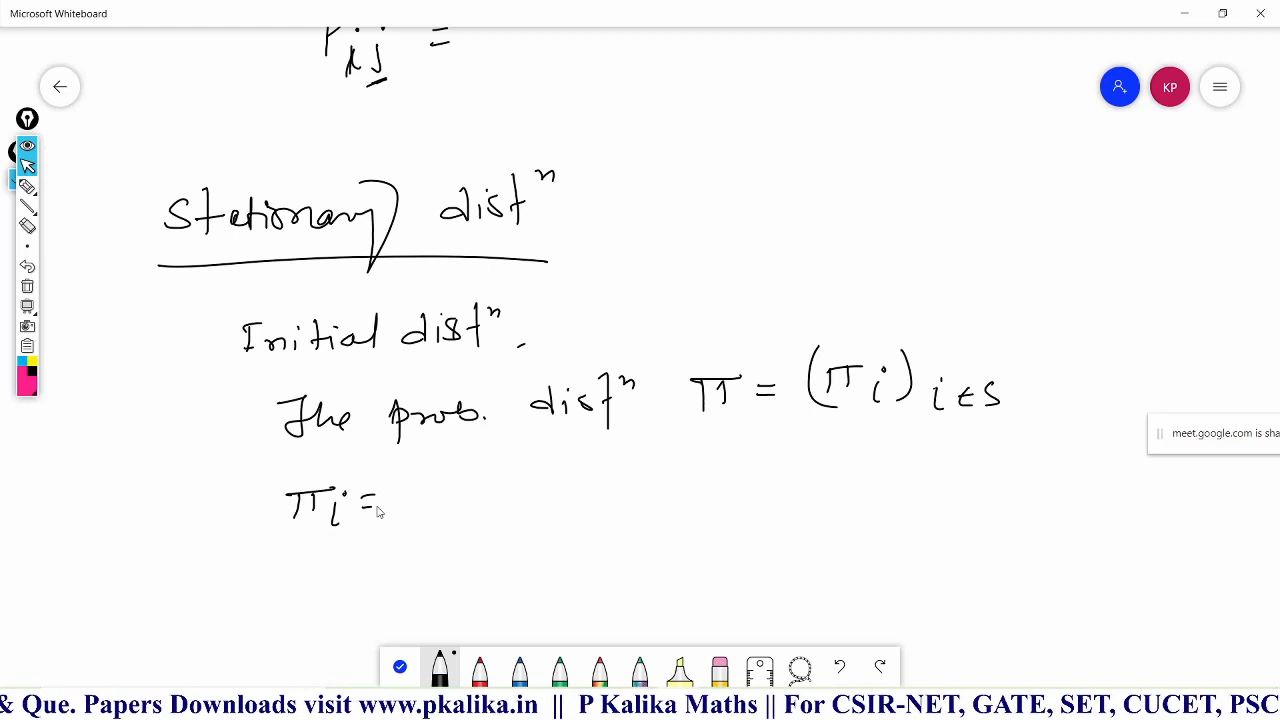 Microsoft Whiteboard
Pij =
KP
Stationary distⁿ
Initial distⁿ.
The prob. distⁿ π = (πi) i∈S
meet.google.com is sha
πi =
& Que. Papers Downloads visit www.pkalika.in || P Kalika Maths || For CSIR-NET, GATE, SET, CUCET, PSC